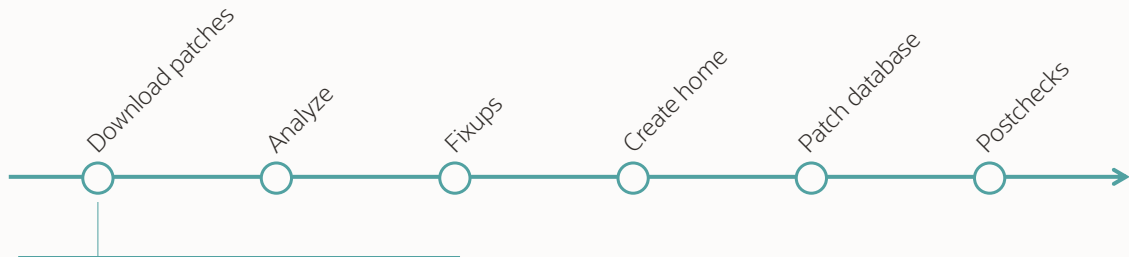 Download patches
Analyze
Fixups
Create home
Patch database
Postchecks